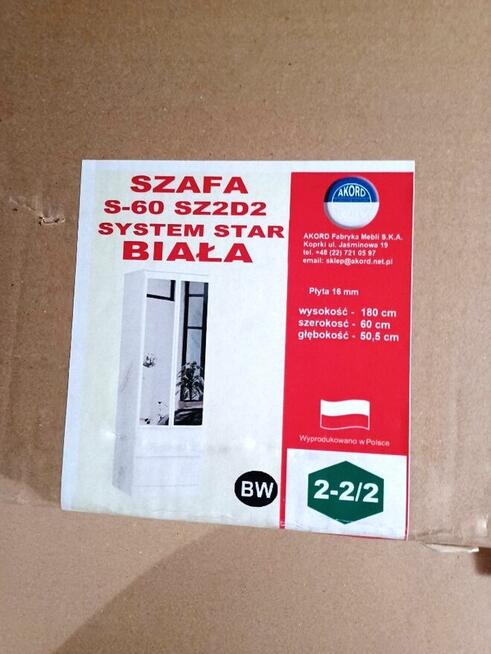 SZAFA
S-60 SZ2D2
SYSTEM STAR
BIAŁA
AKORD
AKORD Fabryka Mebli S.K.A.
Koprki ul. Jaśminowa 19
tel. +48 (22) 721 05 97
email: sklep@akord.net.pl
Płyta 16 mm
wysokość - 180 cm
szerokość - 60 cm
głębokość - 50,5 cm
Wyprodukowano w Polsce
BW
2-2/2